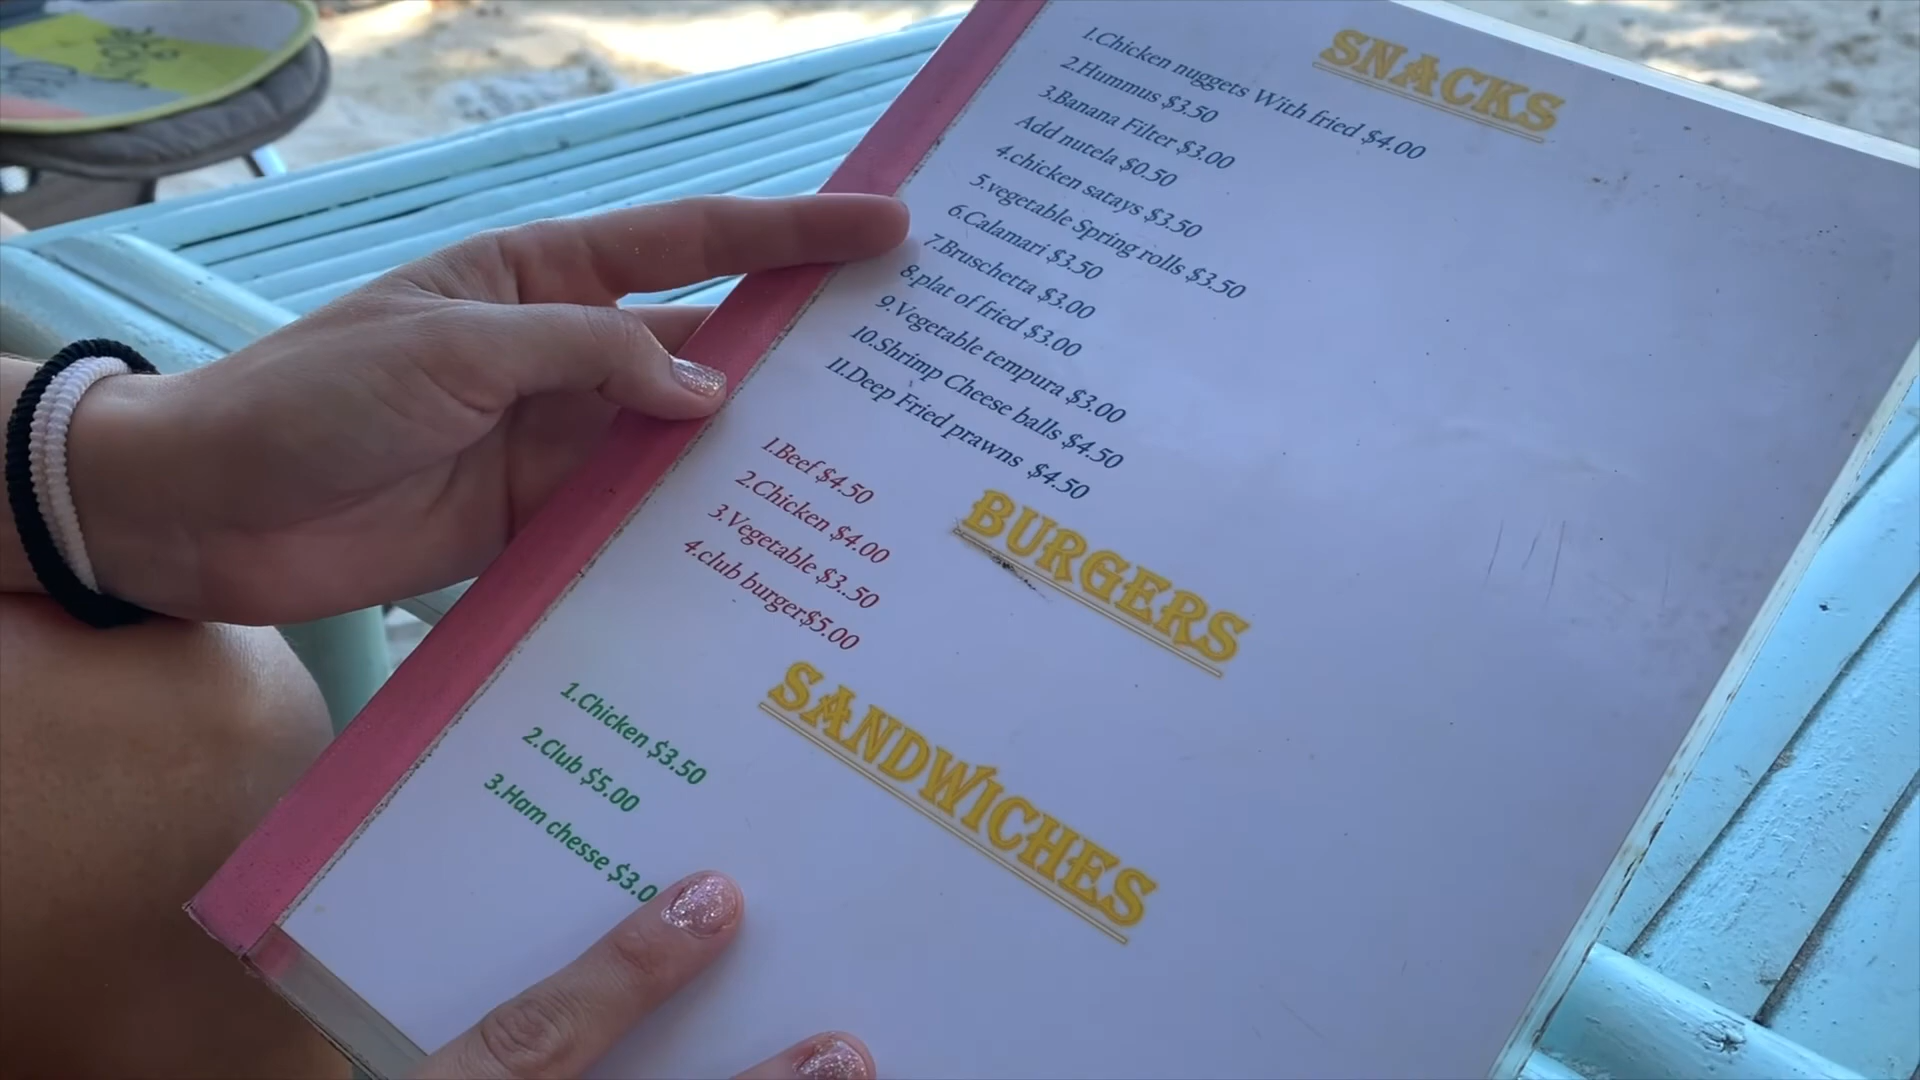 SNACKS
1.Chicken nuggets With fried $4.00
2.Hummus $3.50
3.Banana Filter $3.00
Add nutela $0.50
4.chicken satays $3.50
5.vegetable Spring rolls $3.50
6.Calamari $3.50
7.Bruschetta $3.00
8.plat of fried $3.00
9.Vegetable tempura $3.00
10.Shrimp Cheese balls $4.50
11.Deep Fried prawns $4.50
BURGERS
1.Beef $4.50
2.Chicken $4.00
3.Vegetable $3..50
4.club burger$5.00
SANDWICHES
1.Chicken $3.50
2.Club $5.00
3.Ham chesse $3.0